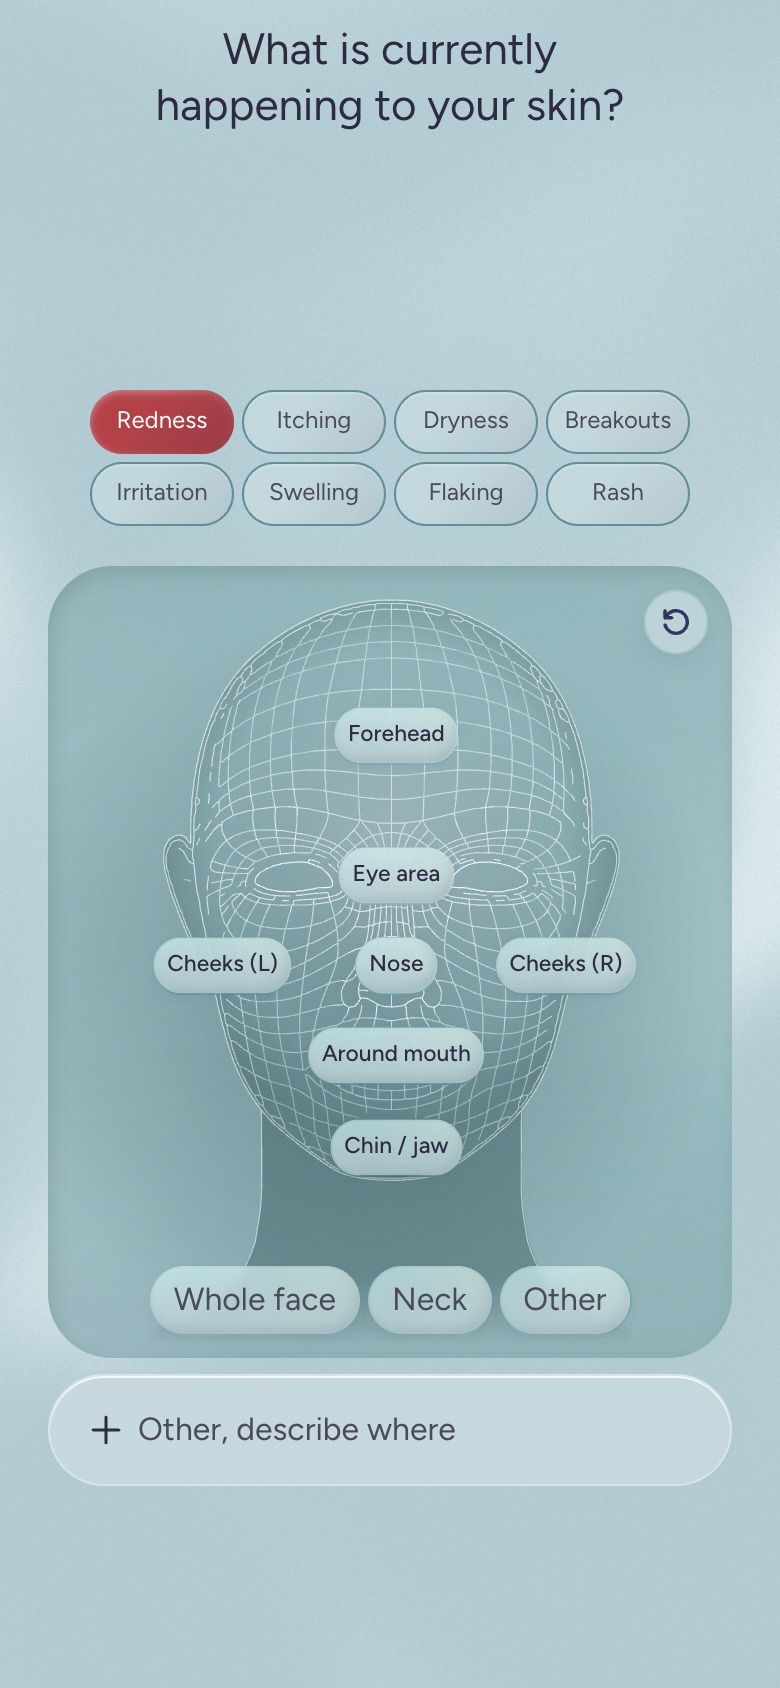 What is currently
happening to your skin?
Redness Itching Dryness Breakouts
Irritation Swelling Flaking Rash
Forehead
Eye area
Cheeks (L) Nose Cheeks (R)
Around mouth
Chin / jaw
Whole face Neck Other
Other, describe where